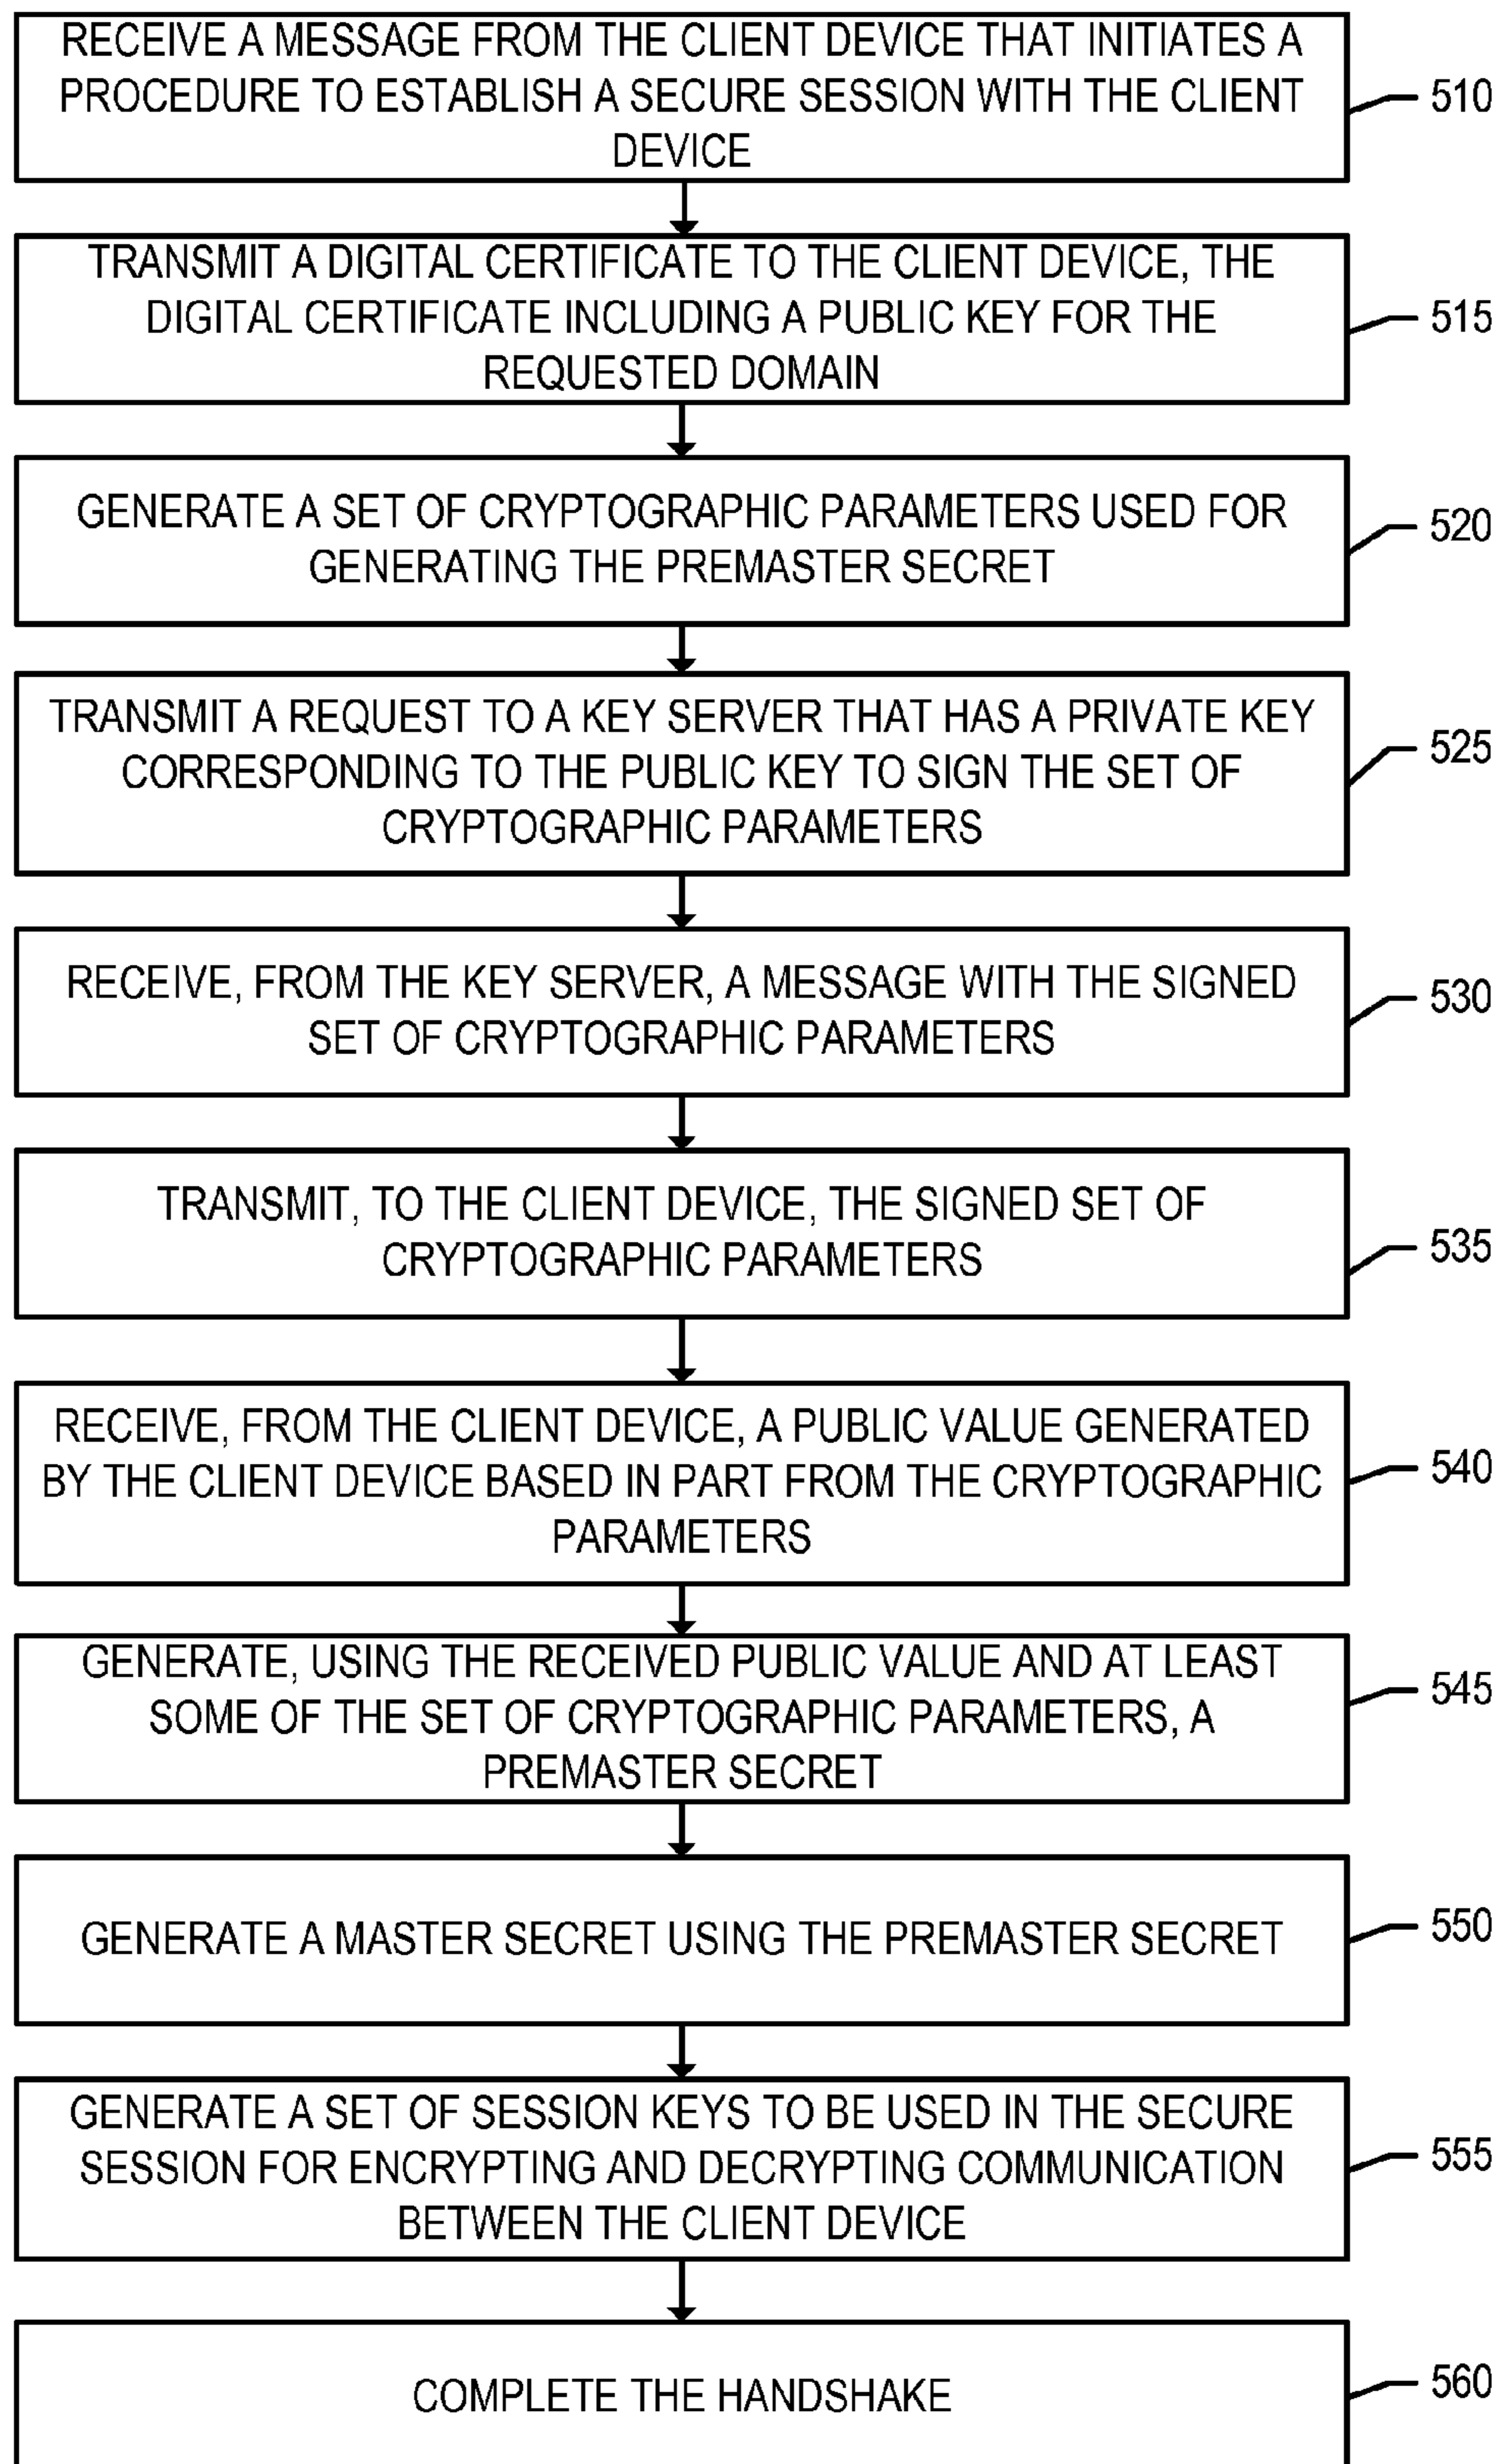 RECEIVE A MESSAGE FROM THE CLIENT DEVICE THAT INITIATES A
PROCEDURE TO ESTABLISH A SECURE SESSION WITH THE CLIENT
DEVICE
510
TRANSMIT A DIGITAL CERTIFICATE TO THE CLIENT DEVICE, THE
DIGITAL CERTIFICATE INCLUDING A PUBLIC KEY FOR THE
REQUESTED DOMAIN
515
GENERATE A SET OF CRYPTOGRAPHIC PARAMETERS USED FOR
GENERATING THE PREMASTER SECRET
520
TRANSMIT A REQUEST TO A KEY SERVER THAT HAS A PRIVATE KEY
CORRESPONDING TO THE PUBLIC KEY TO SIGN THE SET OF
CRYPTOGRAPHIC PARAMETERS
525
RECEIVE, FROM THE KEY SERVER, A MESSAGE WITH THE SIGNED
SET OF CRYPTOGRAPHIC PARAMETERS
530
TRANSMIT, TO THE CLIENT DEVICE, THE SIGNED SET OF
CRYPTOGRAPHIC PARAMETERS
535
RECEIVE, FROM THE CLIENT DEVICE, A PUBLIC VALUE GENERATED
BY THE CLIENT DEVICE BASED IN PART FROM THE CRYPTOGRAPHIC
PARAMETERS
540
GENERATE, USING THE RECEIVED PUBLIC VALUE AND AT LEAST
SOME OF THE SET OF CRYPTOGRAPHIC PARAMETERS, A
PREMASTER SECRET
545
GENERATE A MASTER SECRET USING THE PREMASTER SECRET
550
GENERATE A SET OF SESSION KEYS TO BE USED IN THE SECURE
SESSION FOR ENCRYPTING AND DECRYPTING COMMUNICATION
BETWEEN THE CLIENT DEVICE
555
COMPLETE THE HANDSHAKE
560